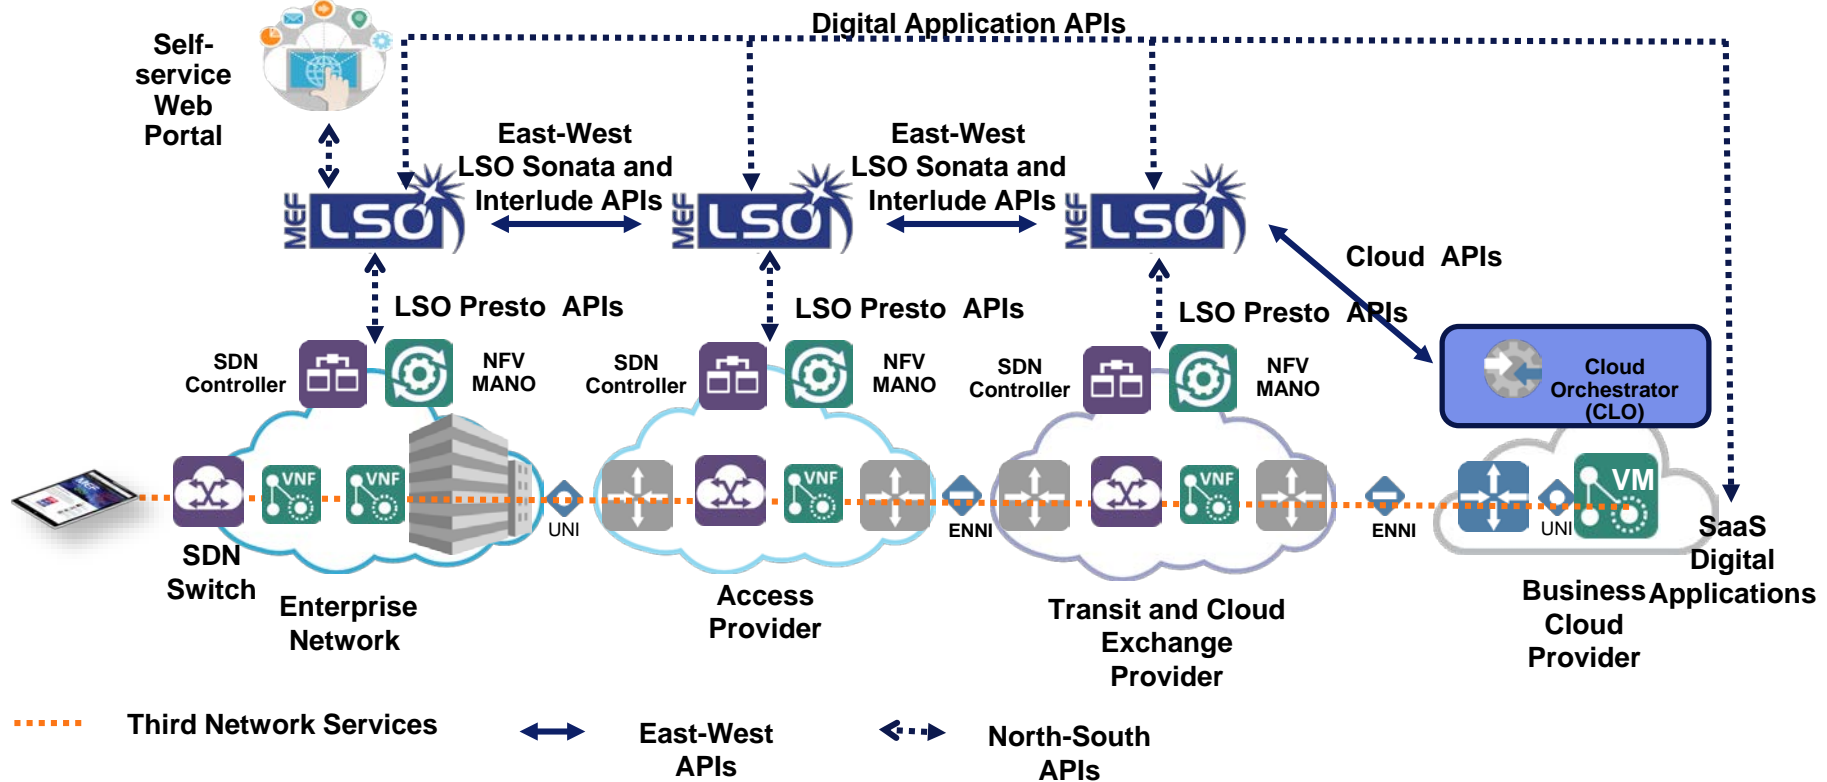 Digital Application APIs
Self-
service
Web
Portal
East-West
LSO Sonata and
Interlude APIs
East-West
LSO Sonata and
Interlude APIs
MEF LSO
MEF LSO
MEF LSO
Cloud APIs
LSO Presto APIs
LSO Presto APIs
LSO Presto APIs
SDN
Controller
NFV
MANO
SDN
Controller
NFV
MANO
SDN
Controller
NFV
MANO
Cloud
Orchestrator
(CLO)
MEF
VNF
VNF
VNF
VNF
VM
UNI
ENNI
ENNI
UNI
SDN
Switch
Enterprise
Network
Access
Provider
Transit and Cloud
Exchange
Provider
Business
Cloud
Provider
SaaS
Digital
Applications
Third Network Services
East-West
APIs
North-South
APIs